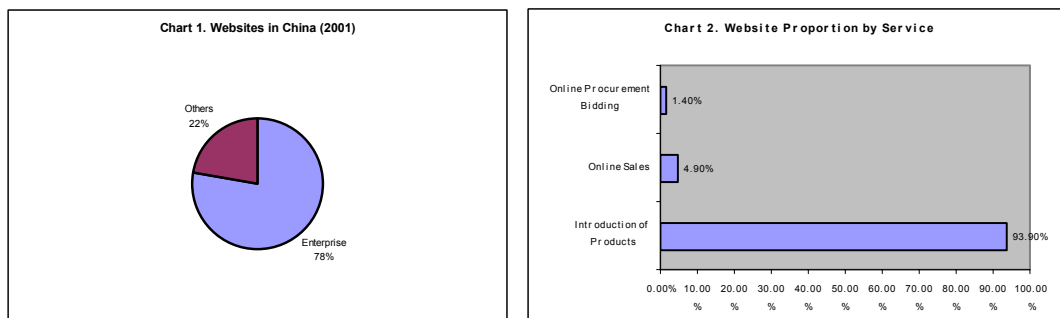 Chart 1. Websites in China (2001)
Others
22%
Enterprise
78%
Chart 2. Website Proportion by Service
Online Procurement
Bidding
1.40%
Online Sales
4.90%
Introduction of
Products
93.90%
0.00% 10.00 20.00 30.00 40.00 50.00 60.00 70.00 80.00 90.00 100.00
% % % % % % % % % %